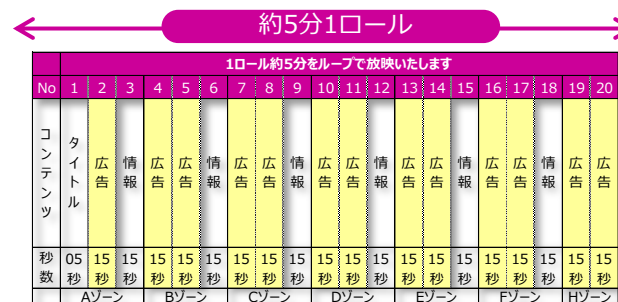 約5分1ロール
1ロール約5分をループで放映いたします
No 1 2 3 4 5 6 7 8 9 10 11 12 13 14 15 16 17 18 19 20
コンテンツ タイトル 広告 情報 広告 広告 情報 広告 広告 情報 広告 広告 情報 広告 広告 情報 広告 広告 情報 広告 広告
秒数 05秒 15秒 15秒 15秒 15秒 15秒 15秒 15秒 15秒 15秒 15秒 15秒 15秒 15秒 15秒 15秒 15秒 15秒 15秒 15秒
Aゾーン Bゾーン Cゾーン Dゾーン Eゾーン Fゾーン Hゾーン